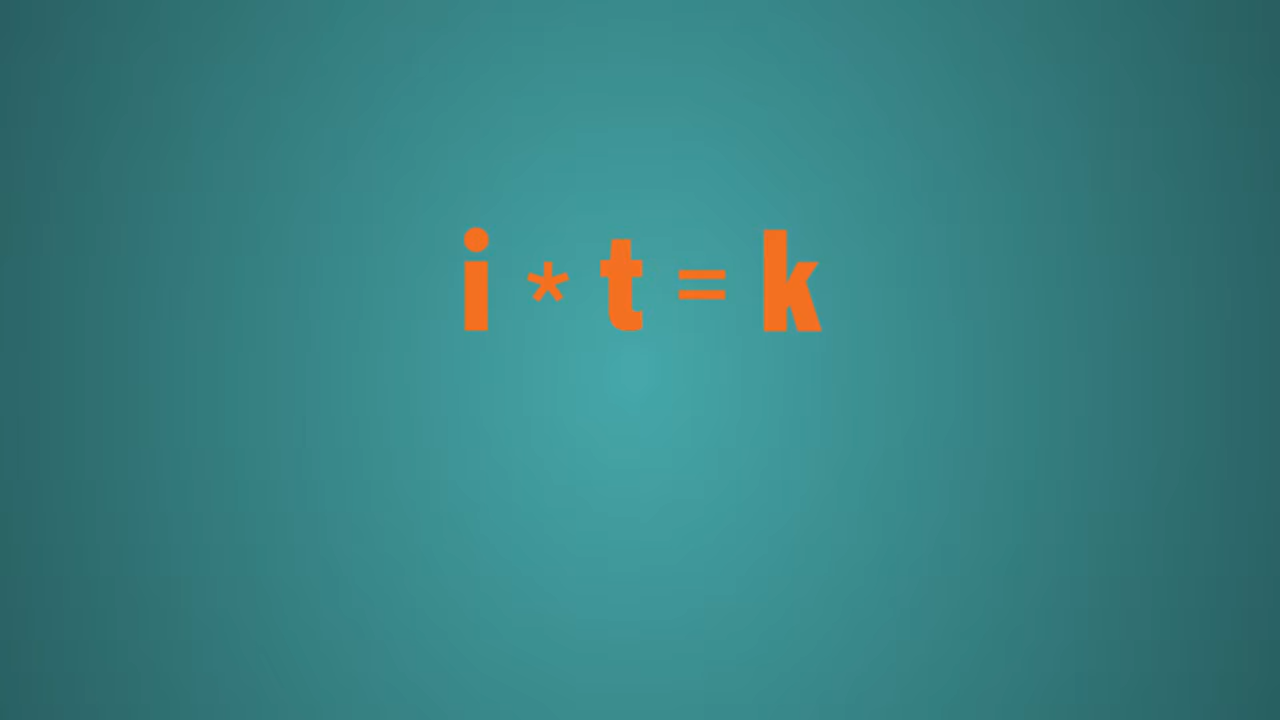 i * t = k